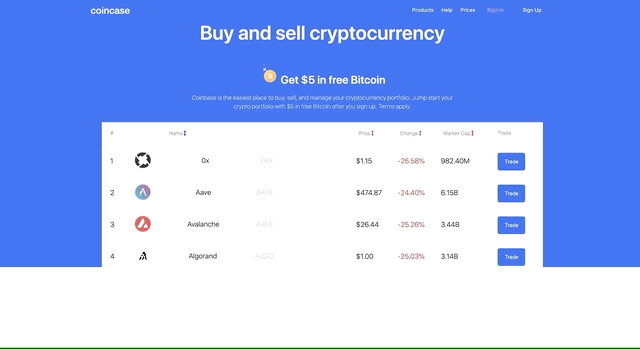 coincase
Products Help Prices Sign In Sign Up
Buy and sell cryptocurrency
Get $5 in free Bitcoin
Coinbase is the easiest place to buy, sell, and manage your cryptocurrency portfolio. Jump start your
crypto portfolio with $5 in free Bitcoin after you sign up. Terms apply.
# Name Price Change Market Cap Trade
1 0x ZRX $1.15 -26.58% 982.40M Trade
2 Aave AAVE $474.87 -24.40% 6.15B Trade
3 Avalanche AVAX $26.44 -25.26% 3.44B Trade
4 Algorand ALGO $1.00 -25.03% 3.14B Trade